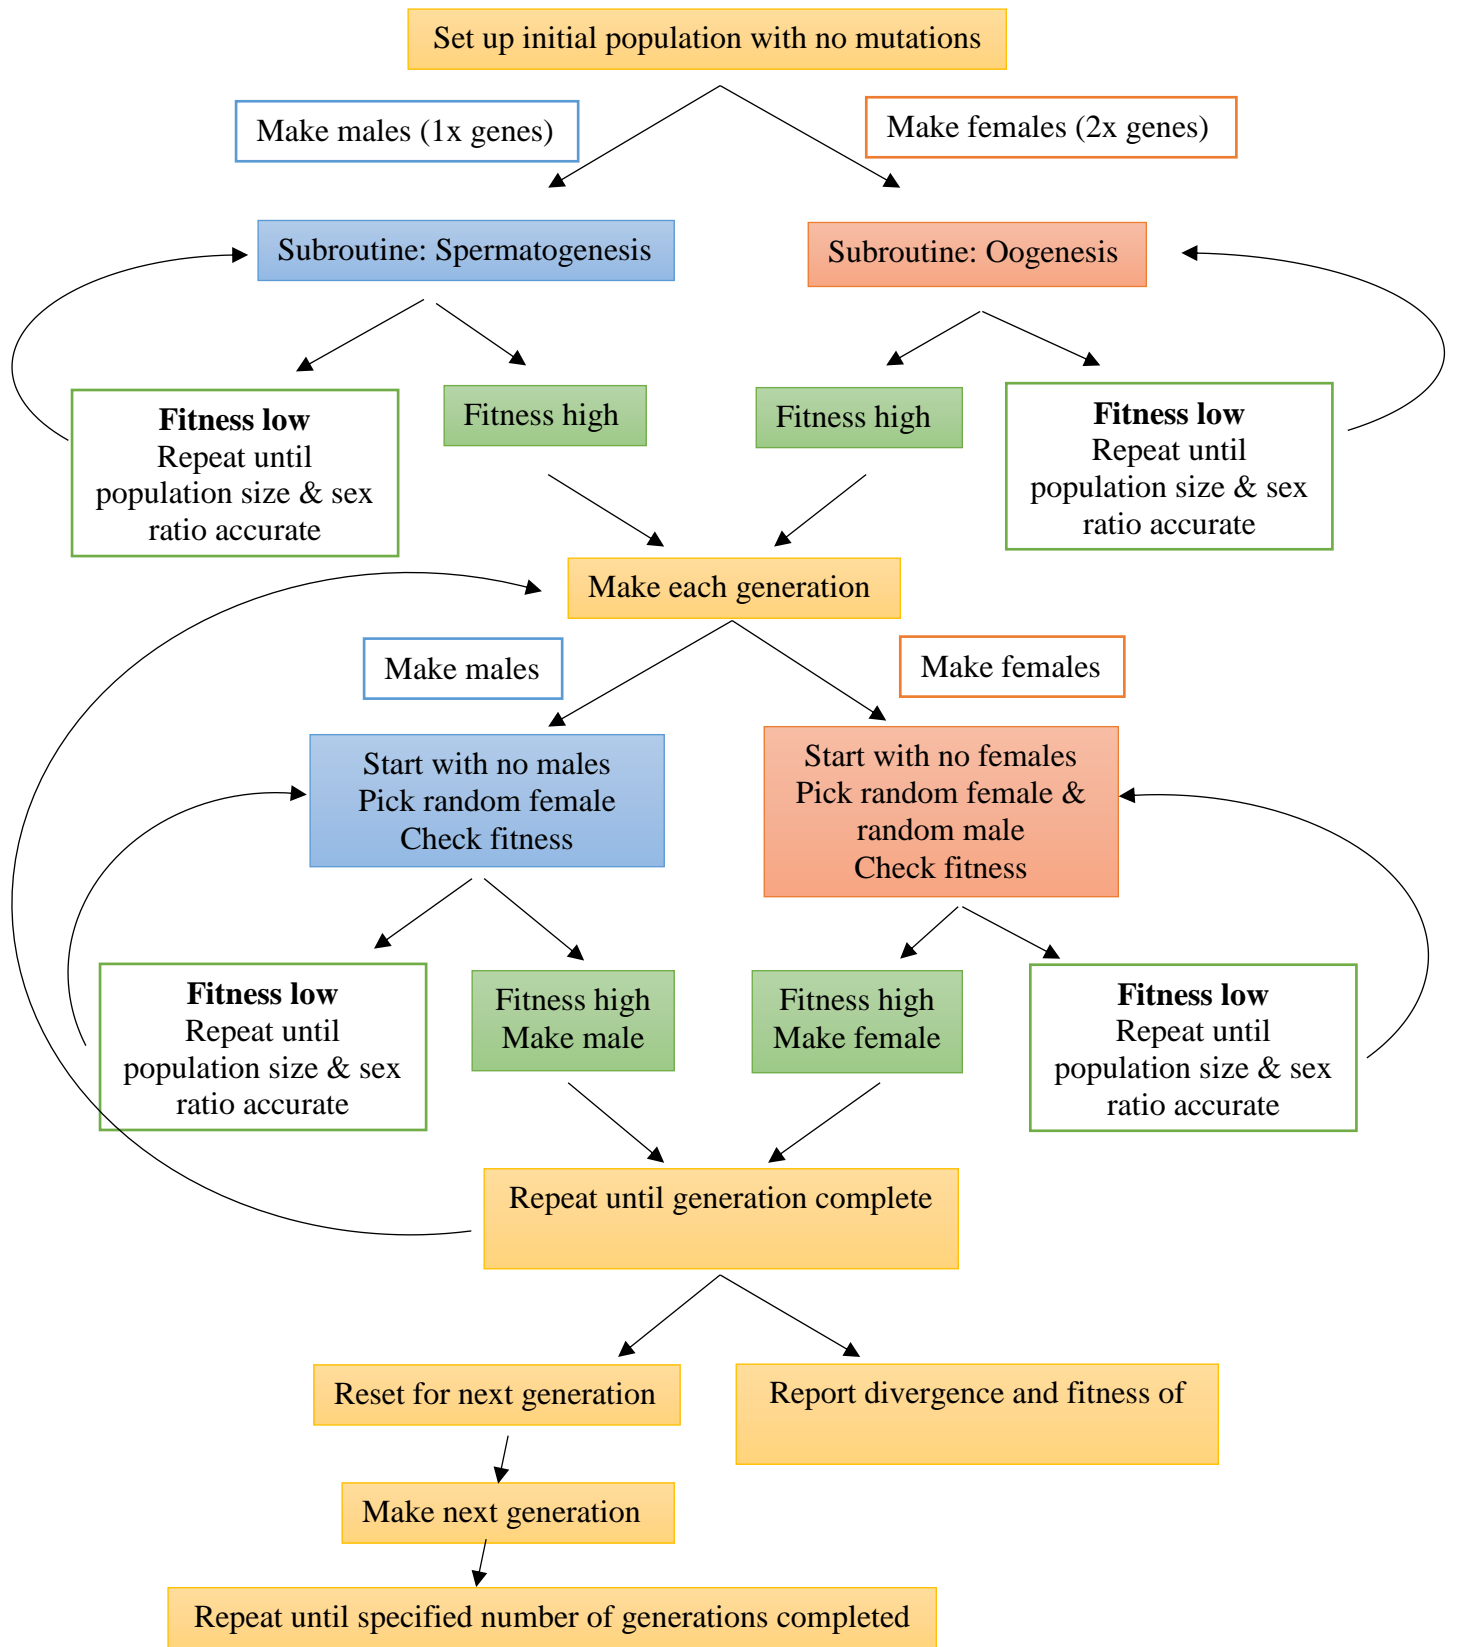 Set up initial population with no mutations
Make males (1x genes)
Make females (2x genes)
Subroutine: Spermatogenesis
Subroutine: Oogenesis
Fitness low
Repeat until
population size & sex
ratio accurate
Fitness high
Fitness high
Fitness low
Repeat until
population size & sex
ratio accurate
Make each generation
Make males
Make females
Start with no males
Pick random female
Check fitness
Start with no females
Pick random female &
random male
Check fitness
Fitness low
Repeat until
population size & sex
ratio accurate
Fitness high
Make male
Fitness high
Make female
Fitness low
Repeat until
population size & sex
ratio accurate
Repeat until generation complete
Reset for next generation
Report divergence and fitness of
Make next generation
Repeat until specified number of generations completed